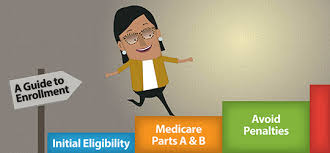 A Guide to
Enrollment
Initial Eligibility
Medicare
Parts A & B
Avoid
Penalties